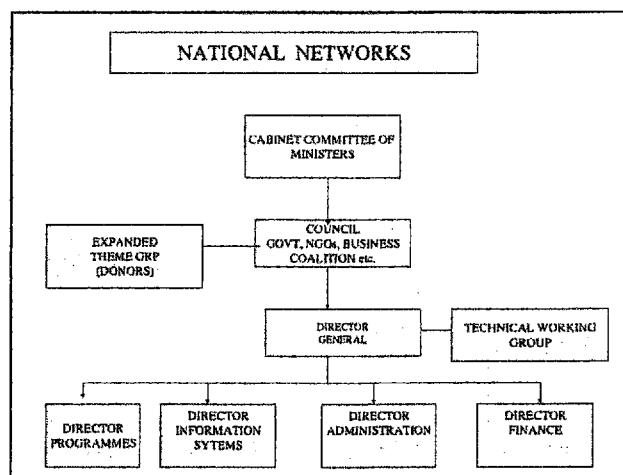 NATIONAL NETWORKS
CABINET COMMITTEE OF
MINISTERS
EXPANDED
THEME GRP
(DONORS)
COUNCIL
GOVT, NGOs, BUSINESS
COALITION etc.
DIRECTOR
GENERAL
TECHNICAL WORKING
GROUP
DIRECTOR
PROGRAMMES
DIRECTOR
INFORMATION
SYTEMS
DIRECTOR
ADMINISTRATION
DIRECTOR
FINANCE